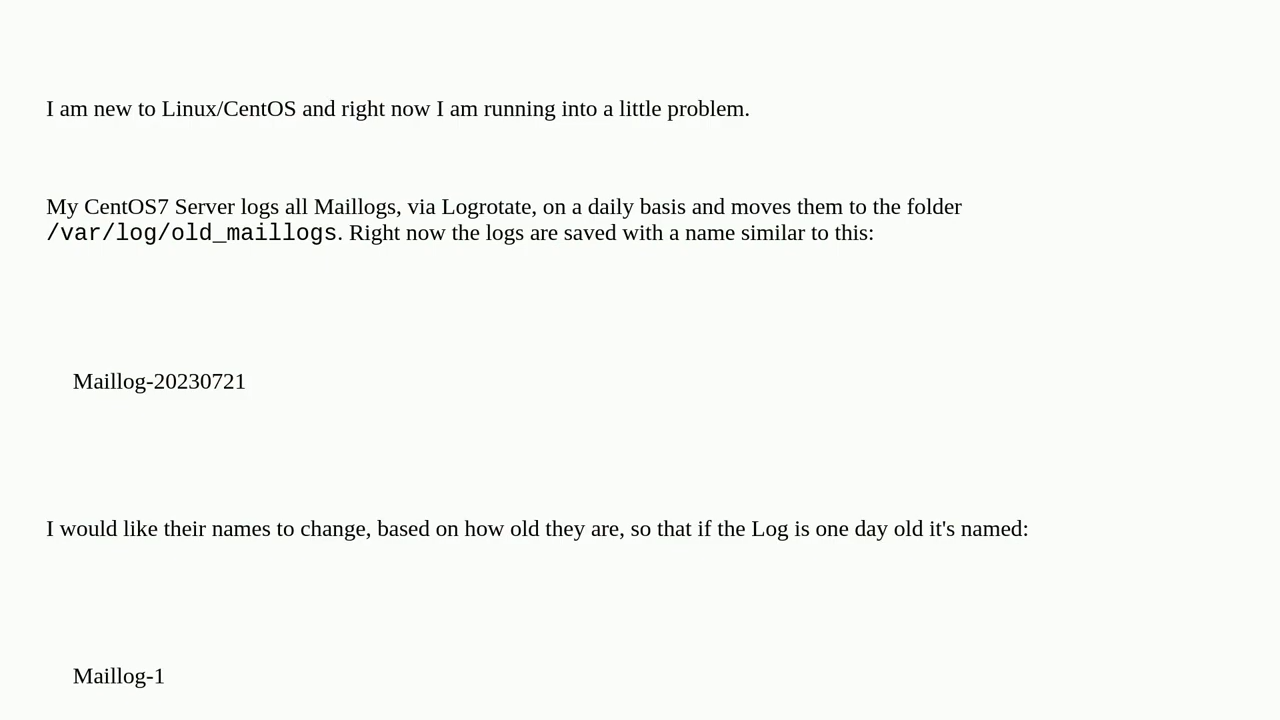 I am new to Linux/CentOS and right now I am running into a little problem.
My CentOS7 Server logs all Maillogs, via Logrotate, on a daily basis and moves them to the folder
/var/log/old_maillogs. Right now the logs are saved with a name similar to this:
Maillog-20230721
I would like their names to change, based on how old they are, so that if the Log is one day old it's named:
Maillog-1